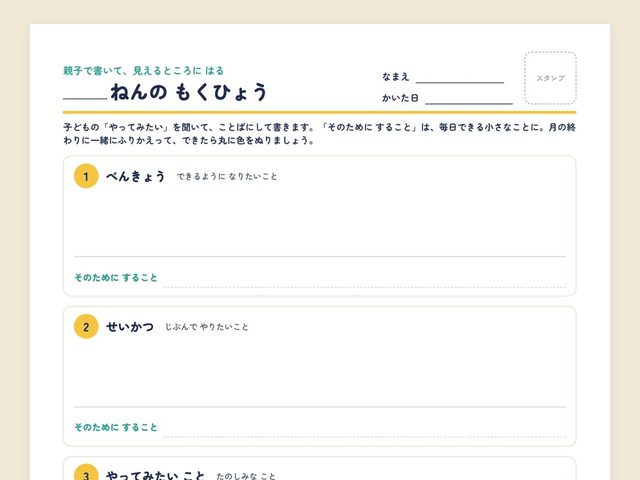 親子で書いて、見えるところに はる
ねんの もくひょう
なまえ
かいた日
スタンプ
子どもの「やってみたい」を聞いて、ことばにして書きます。「そのために すること」は、毎日できる小さなことに。月の終
わりに一緒にふりかえって、できたら丸に色をぬりましょう。
1 べんきょう できるように なりたいこと
そのために すること
2 せいかつ じぶんで やりたいこと
そのために すること
3 やってみたい こと たのしみな こと